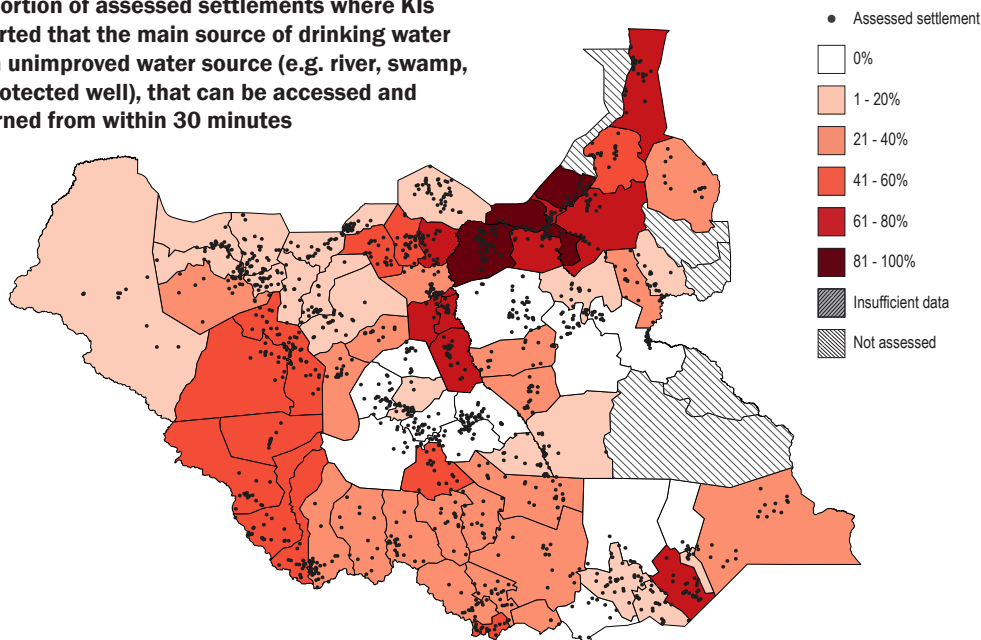 ortion of assessed settlements where KIs
rted that the main source of drinking water
unimproved water source (e.g. river, swamp,
rotected well), that can be accessed and
rned from within 30 minutes
Assessed settlement
0%
1 - 20%
21 - 40%
41 - 60%
61 - 80%
81 - 100%
Insufficient data
Not assessed